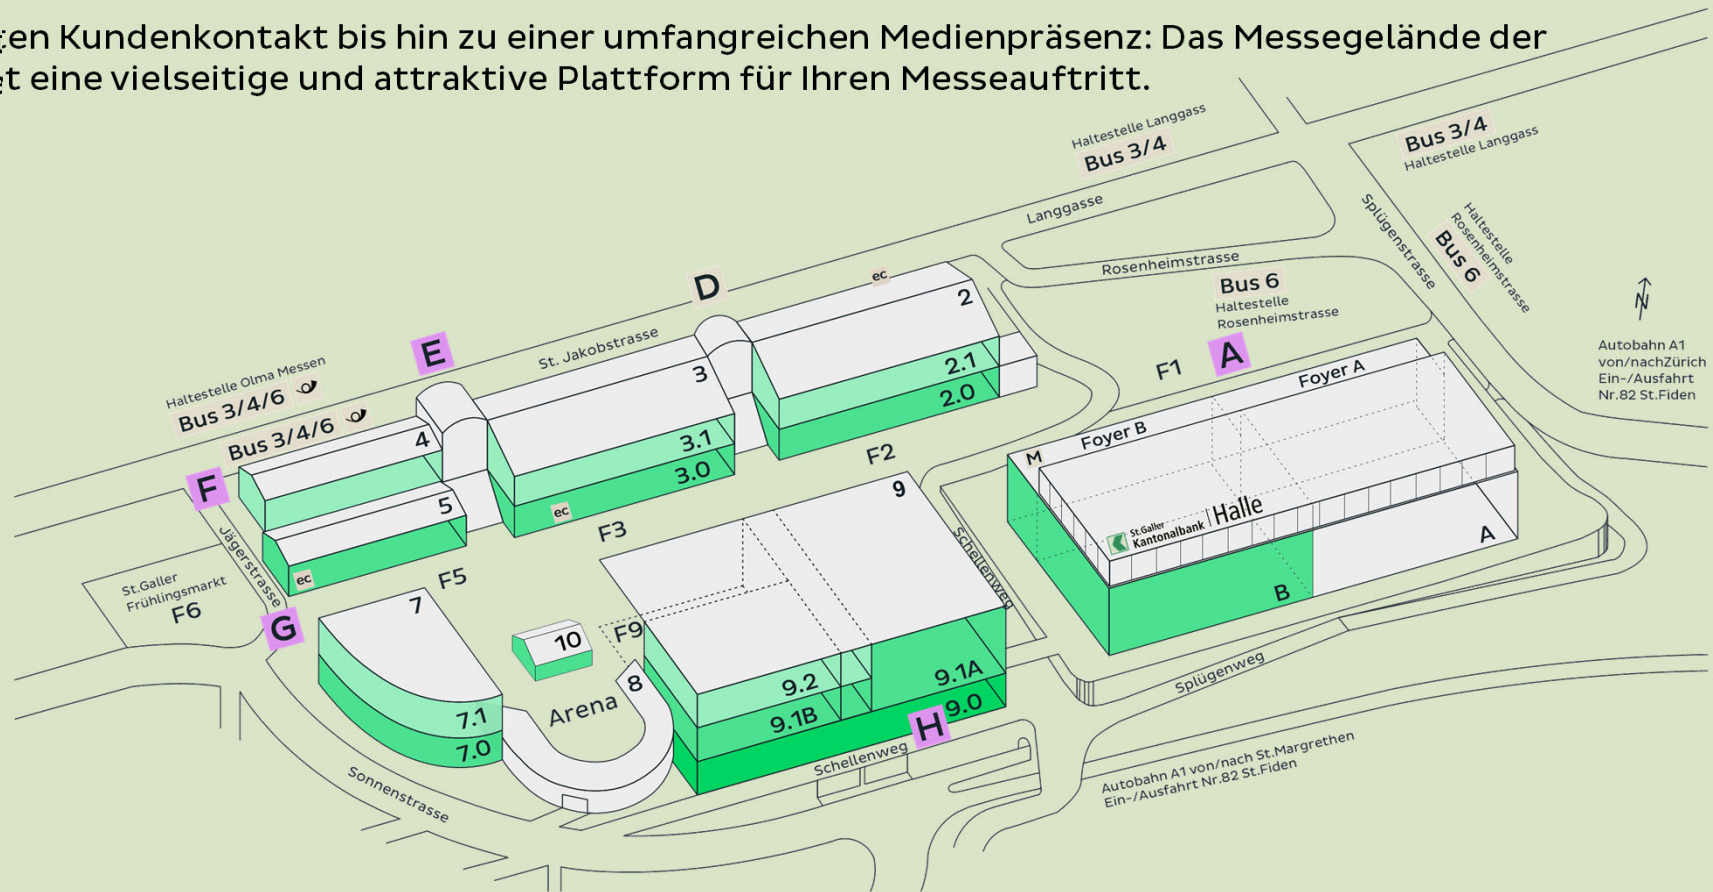 en Kundenkontakt bis hin zu einer umfangreichen Medienpräsenz: Das Messegelände der
t eine vielseitige und attraktive Plattform für Ihren Messeauftritt.
Haltestelle Langgass
Bus 3/4
Bus 3/4
Haltestelle Langgass
Langgasse
Splügenstrasse
Haltestelle
Rosenheimstrasse
Bus 6
Rosenheimstrasse
Bus 6
Haltestelle
Rosenheimstrasse
N
Autobahn A1
von/nachZürich
Ein-/Ausfahrt
Nr.82 St.Fiden
D
ec
2
2.1
2.0
E
St. Jakobstrasse
3
3.1
3.0
ec
Haltestelle Olma Messen
Bus 3/4/6
Bus 3/4/6
4
5
ec
F
Jägerstrasse
St.Galler
Frühlingsmarkt
F6
G
F5
F3
F2
F1
A
Foyer A
Foyer B
M
St.Galler
Kantonalbank
Halle
A
B
9
Schellenweg
7
7.1
7.0
10
F9
8
Arena
9.2
9.1B
9.1A
9.0
H
Schellenweg
Splügenweg
Sonnenstrasse
Autobahn A1 von/nach St.Margrethen
Ein-/Ausfahrt Nr.82 St.Fiden